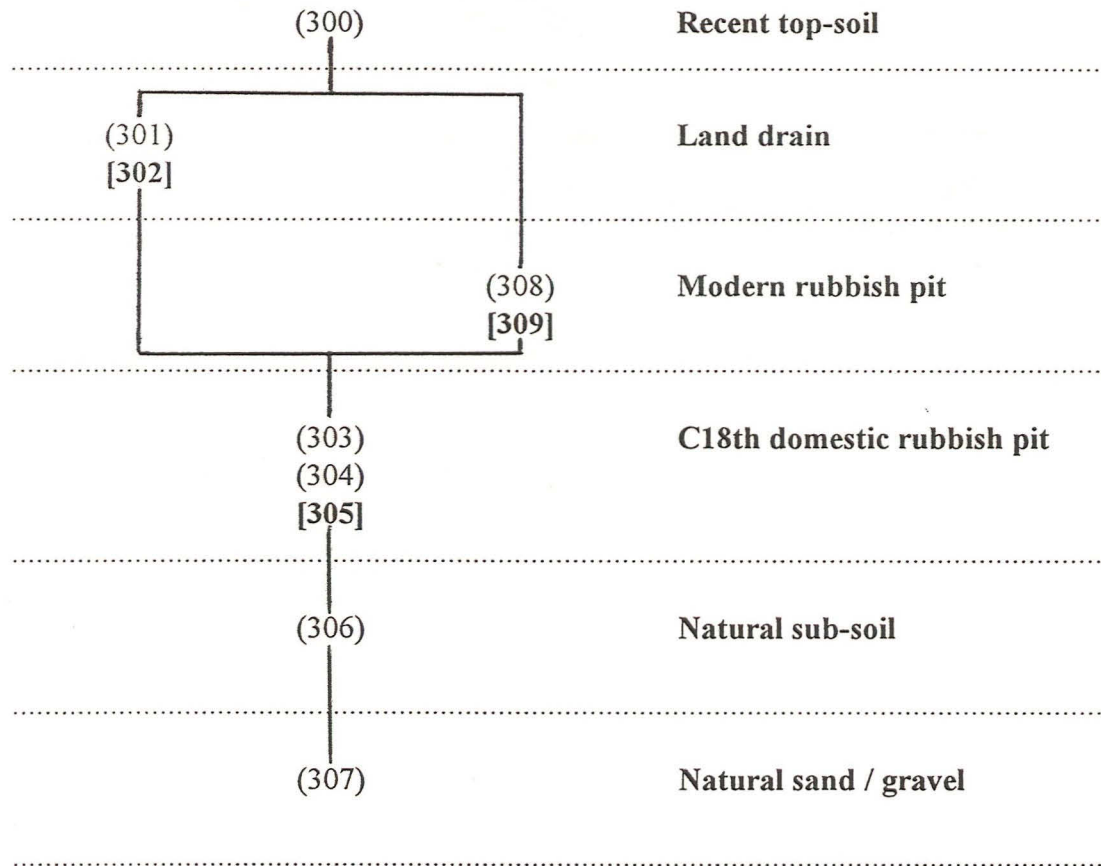 (300) Recent top-soil
(301) Land drain
[302]
(308) Modern rubbish pit
[309]
(303) C18th domestic rubbish pit
(304)
[305]
(306) Natural sub-soil
(307) Natural sand / gravel